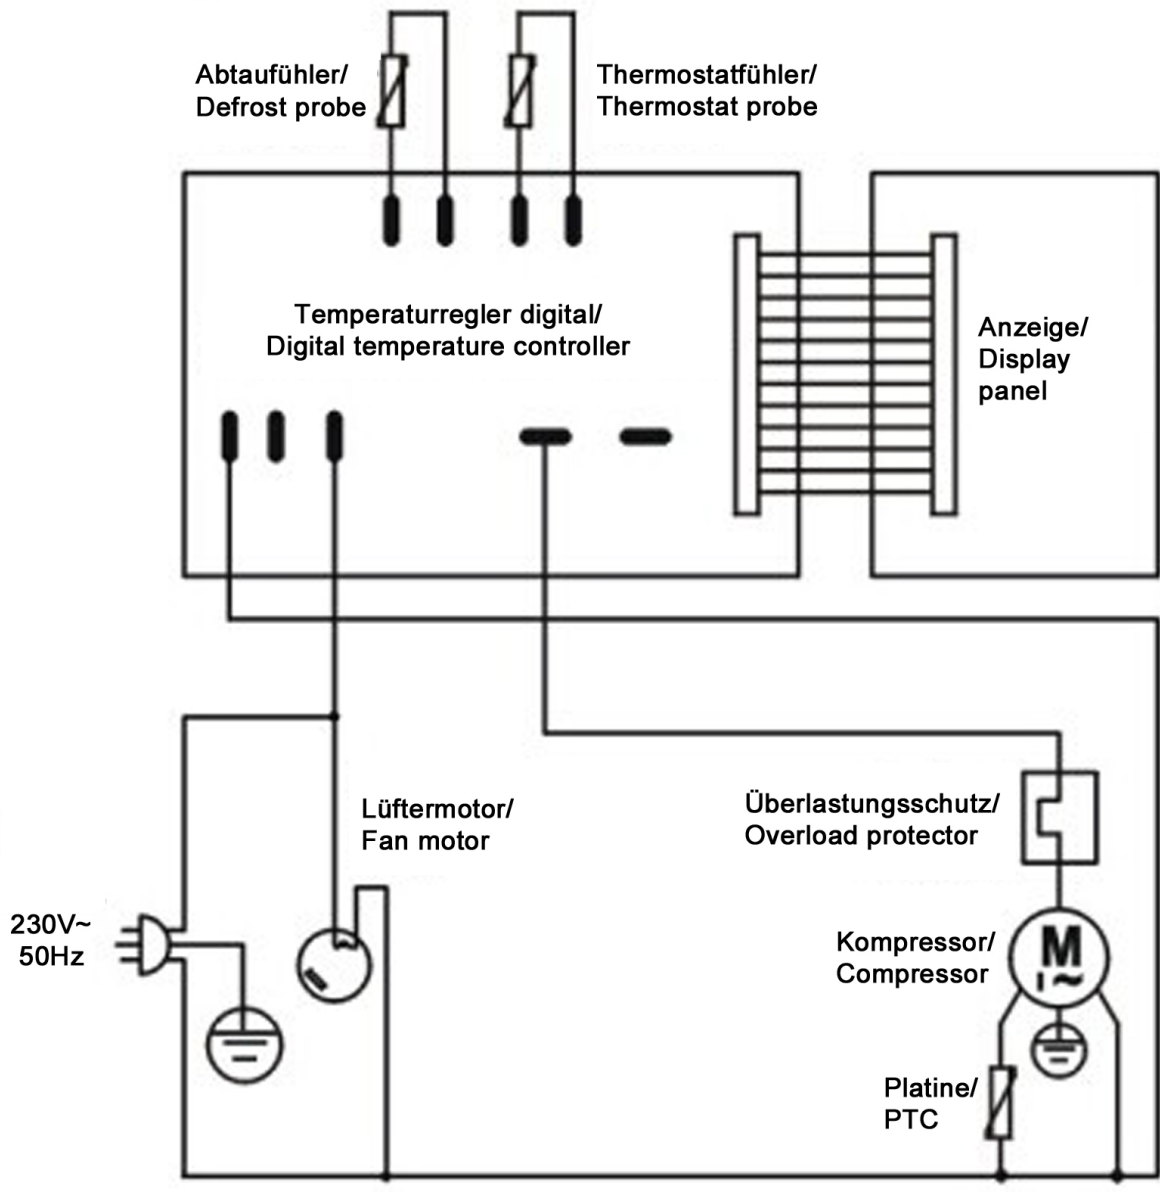 Abtaufühler/
Defrost probe
Thermostatfühler/
Thermostat probe
Temperaturregler digital/
Digital temperature controller
Anzeige/
Display
panel
Lüftermotor/
Fan motor
Überlastungsschutz/
Overload protector
230V~
50Hz
Kompressor/
Compressor
M
I ~
Platine/
PTC